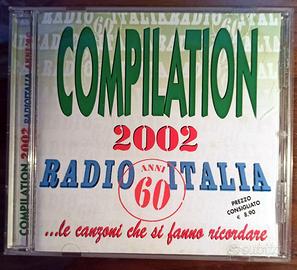 COMPILATION
2002
RADIO ITALIA
ANNI
60
PREZZO
CONSIGLIATO
€ 8,90
...le canzoni che si fanno ricordare
COMPILATION 2002 RADIOITALIA ANNI 60